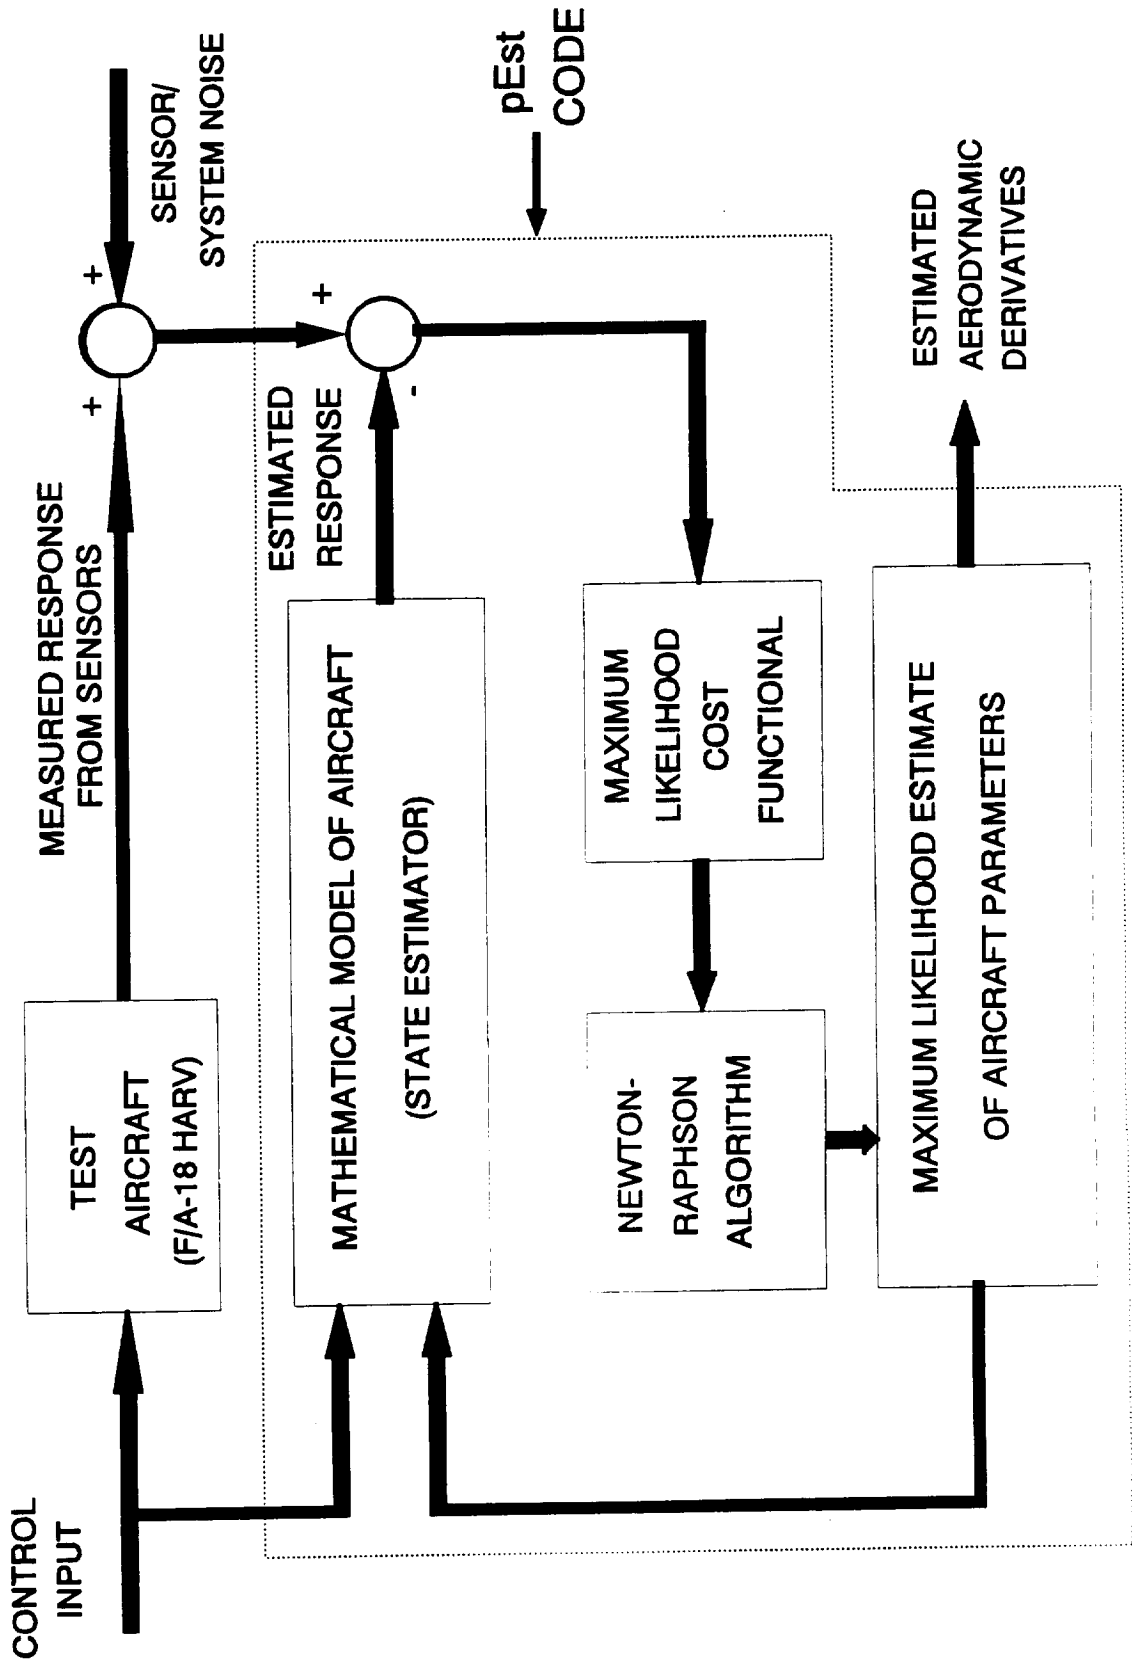 CONTROL
INPUT
TEST
AIRCRAFT
(F/A-18 HARV)
MEASURED RESPONSE
FROM SENSORS
+
+
SENSOR/
SYSTEM NOISE
MATHEMATICAL MODEL OF AIRCRAFT
(STATE ESTIMATOR)
ESTIMATED
RESPONSE
+
-
pEst
CODE
NEWTON-
RAPHSON
ALGORITHM
MAXIMUM
LIKELIHOOD
COST
FUNCTIONAL
MAXIMUM LIKELIHOOD ESTIMATE
OF AIRCRAFT PARAMETERS
ESTIMATED
AERODYNAMIC
DERIVATIVES